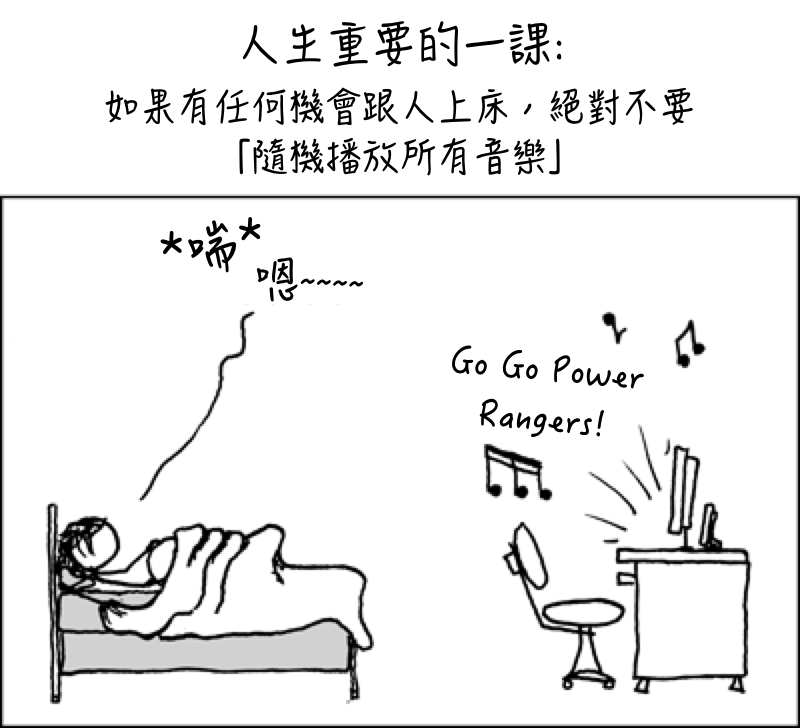 人生重要的一課:
如果有任何機會跟人上床，絕對不要
「隨機播放所有音樂」
*喘*
嗯~~~~
Go Go Power
Rangers!